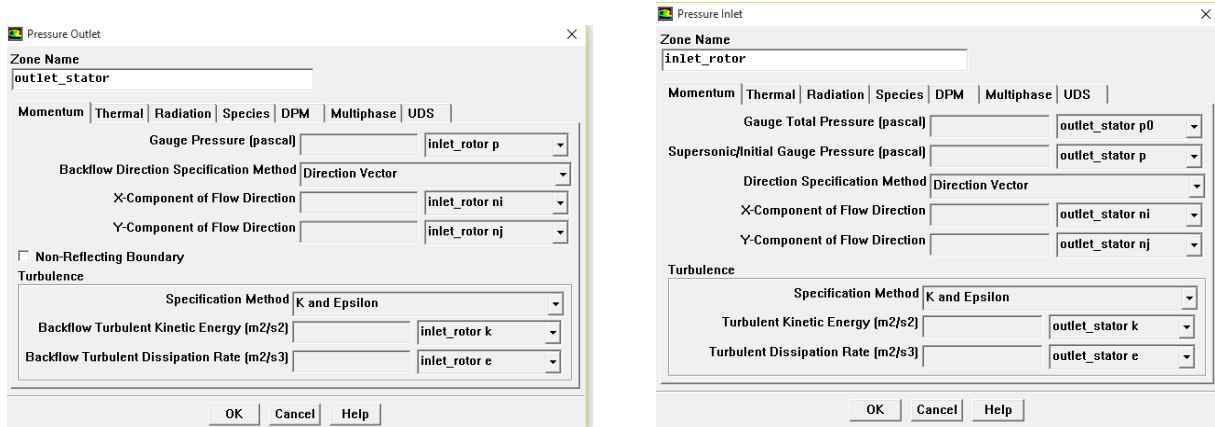 Pressure Outlet
Zone Name
outlet_stator
Momentum Thermal Radiation Species DPM Multiphase UDS
Gauge Pressure (pascal) inlet_rotor p
Backflow Direction Specification Method Direction Vector
X-Component of Flow Direction inlet_rotor ni
Y-Component of Flow Direction inlet_rotor nj
Non-Reflecting Boundary
Turbulence
Specification Method K and Epsilon
Backflow Turbulent Kinetic Energy (m2/s2) inlet_rotor k
Backflow Turbulent Dissipation Rate (m2/s3) inlet_rotor e
OK Cancel Help
Pressure Inlet
Zone Name
inlet_rotor
Momentum Thermal Radiation Species DPM Multiphase UDS
Gauge Total Pressure (pascal) outlet_stator p0
Supersonic/Initial Gauge Pressure (pascal) outlet_stator p
Direction Specification Method Direction Vector
X-Component of Flow Direction outlet_stator ni
Y-Component of Flow Direction outlet_stator nj
Turbulence
Specification Method K and Epsilon
Turbulent Kinetic Energy (m2/s2) outlet_stator k
Turbulent Dissipation Rate (m2/s3) outlet_stator e
OK Cancel Help